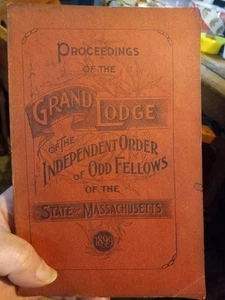 PROCEEDINGS
OF THE
GRAND LODGE
OF THE
INDEPENDENT ORDER
OF ODD FELLOWS
OF THE
STATE OF MASSACHUSETTS